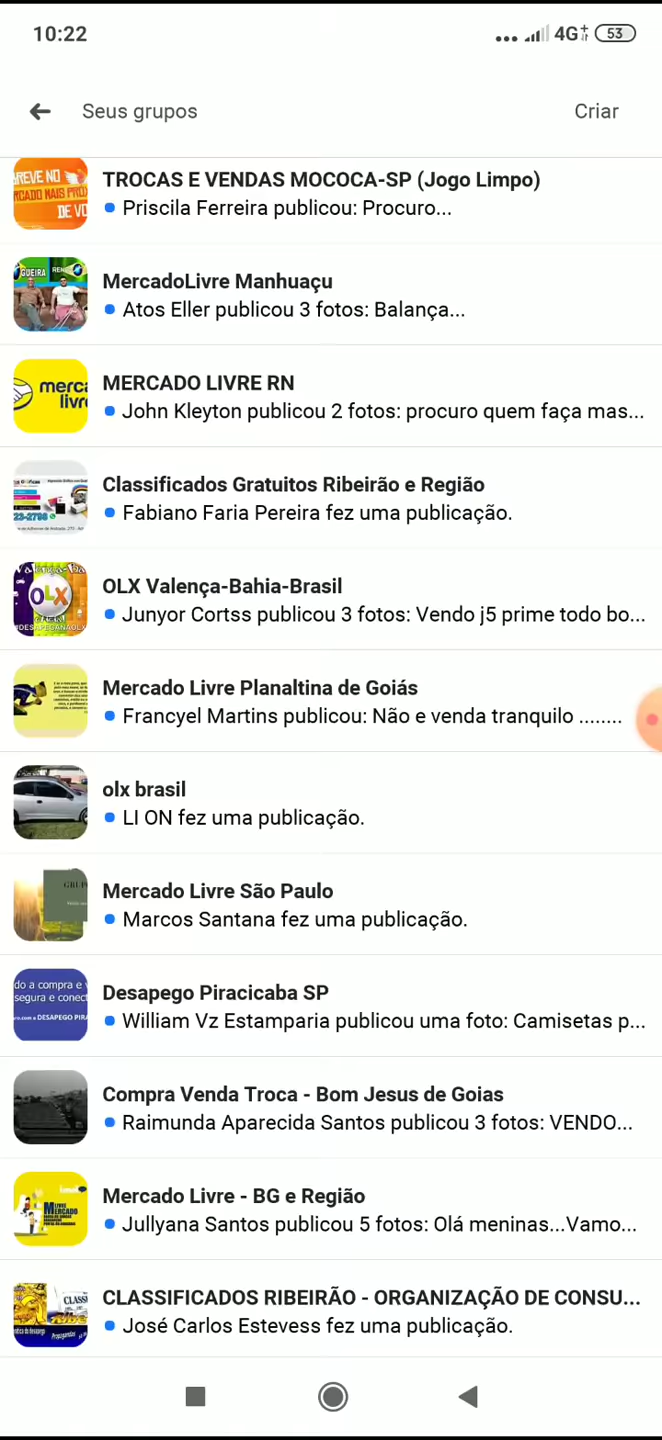 10:22
4G+
53
Seus grupos
Criar
TROCAS E VENDAS MOCOCA-SP (Jogo Limpo)
Priscila Ferreira publicou: Procuro...
MercadoLivre Manhuaçu
Atos Eller publicou 3 fotos: Balança...
MERCADO LIVRE RN
John Kleyton publicou 2 fotos: procuro quem faça mas...
Classificados Gratuitos Ribeirão e Região
Fabiano Faria Pereira fez uma publicação.
OLX
OLX Valença-Bahia-Brasil
Junyor Cortss publicou 3 fotos: Vendo j5 prime todo bo...
Mercado Livre Planaltina de Goiás
Francyel Martins publicou: Não e venda tranquilo ........
olx brasil
LI ON fez uma publicação.
Mercado Livre São Paulo
Marcos Santana fez uma publicação.
Desapego Piracicaba SP
William Vz Estamparia publicou uma foto: Camisetas p...
Compra Venda Troca - Bom Jesus de Goias
Raimunda Aparecida Santos publicou 3 fotos: VENDO...
Mercado Livre - BG e Região
Jullyana Santos publicou 5 fotos: Olá meninas...Vamo...
CLASSIFICADOS RIBEIRÃO - ORGANIZAÇÃO DE CONSU...
José Carlos Estevess fez uma publicação.